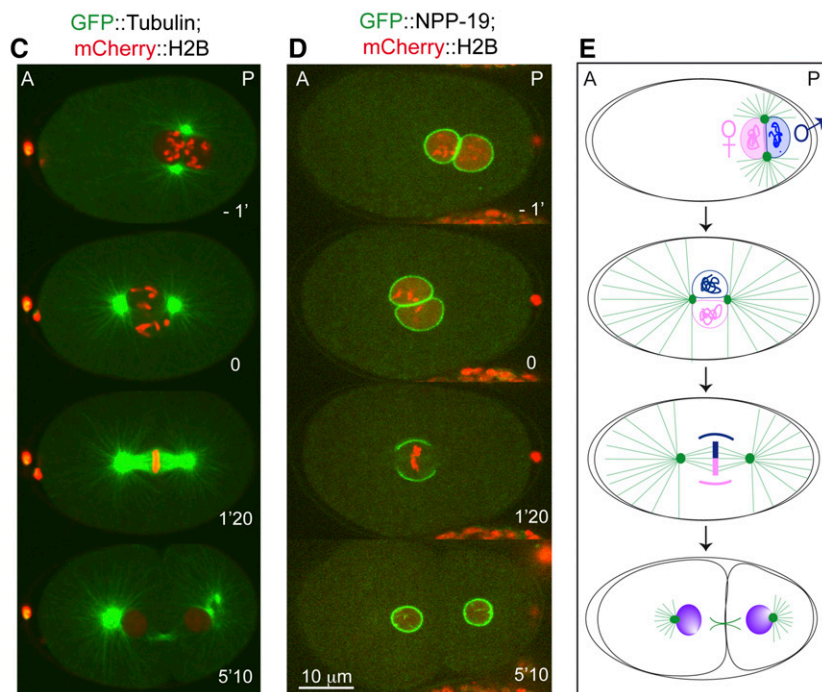 GFP::Tubulin;
mCherry::H2B
GFP::NPP-19;
mCherry::H2B
C
D
E
A
P
A
P
A
P
- 1'
- 1'
0
0
1'20
1'20
5'10
10 μm
5'10